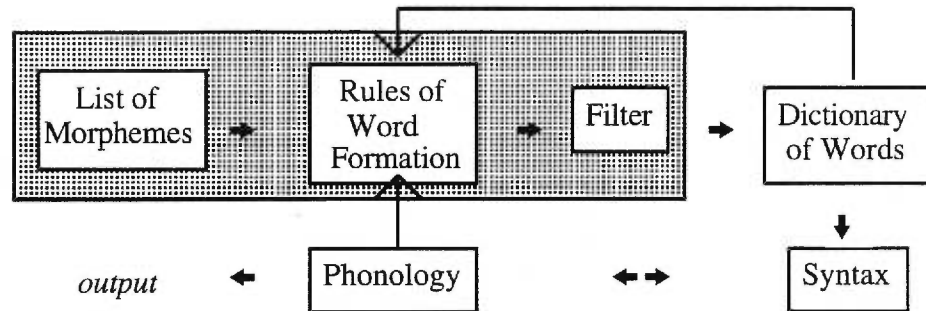 List of
Morphemes
Rules of
Word
Formation
Filter
Dictionary
of Words
output
Phonology
Syntax